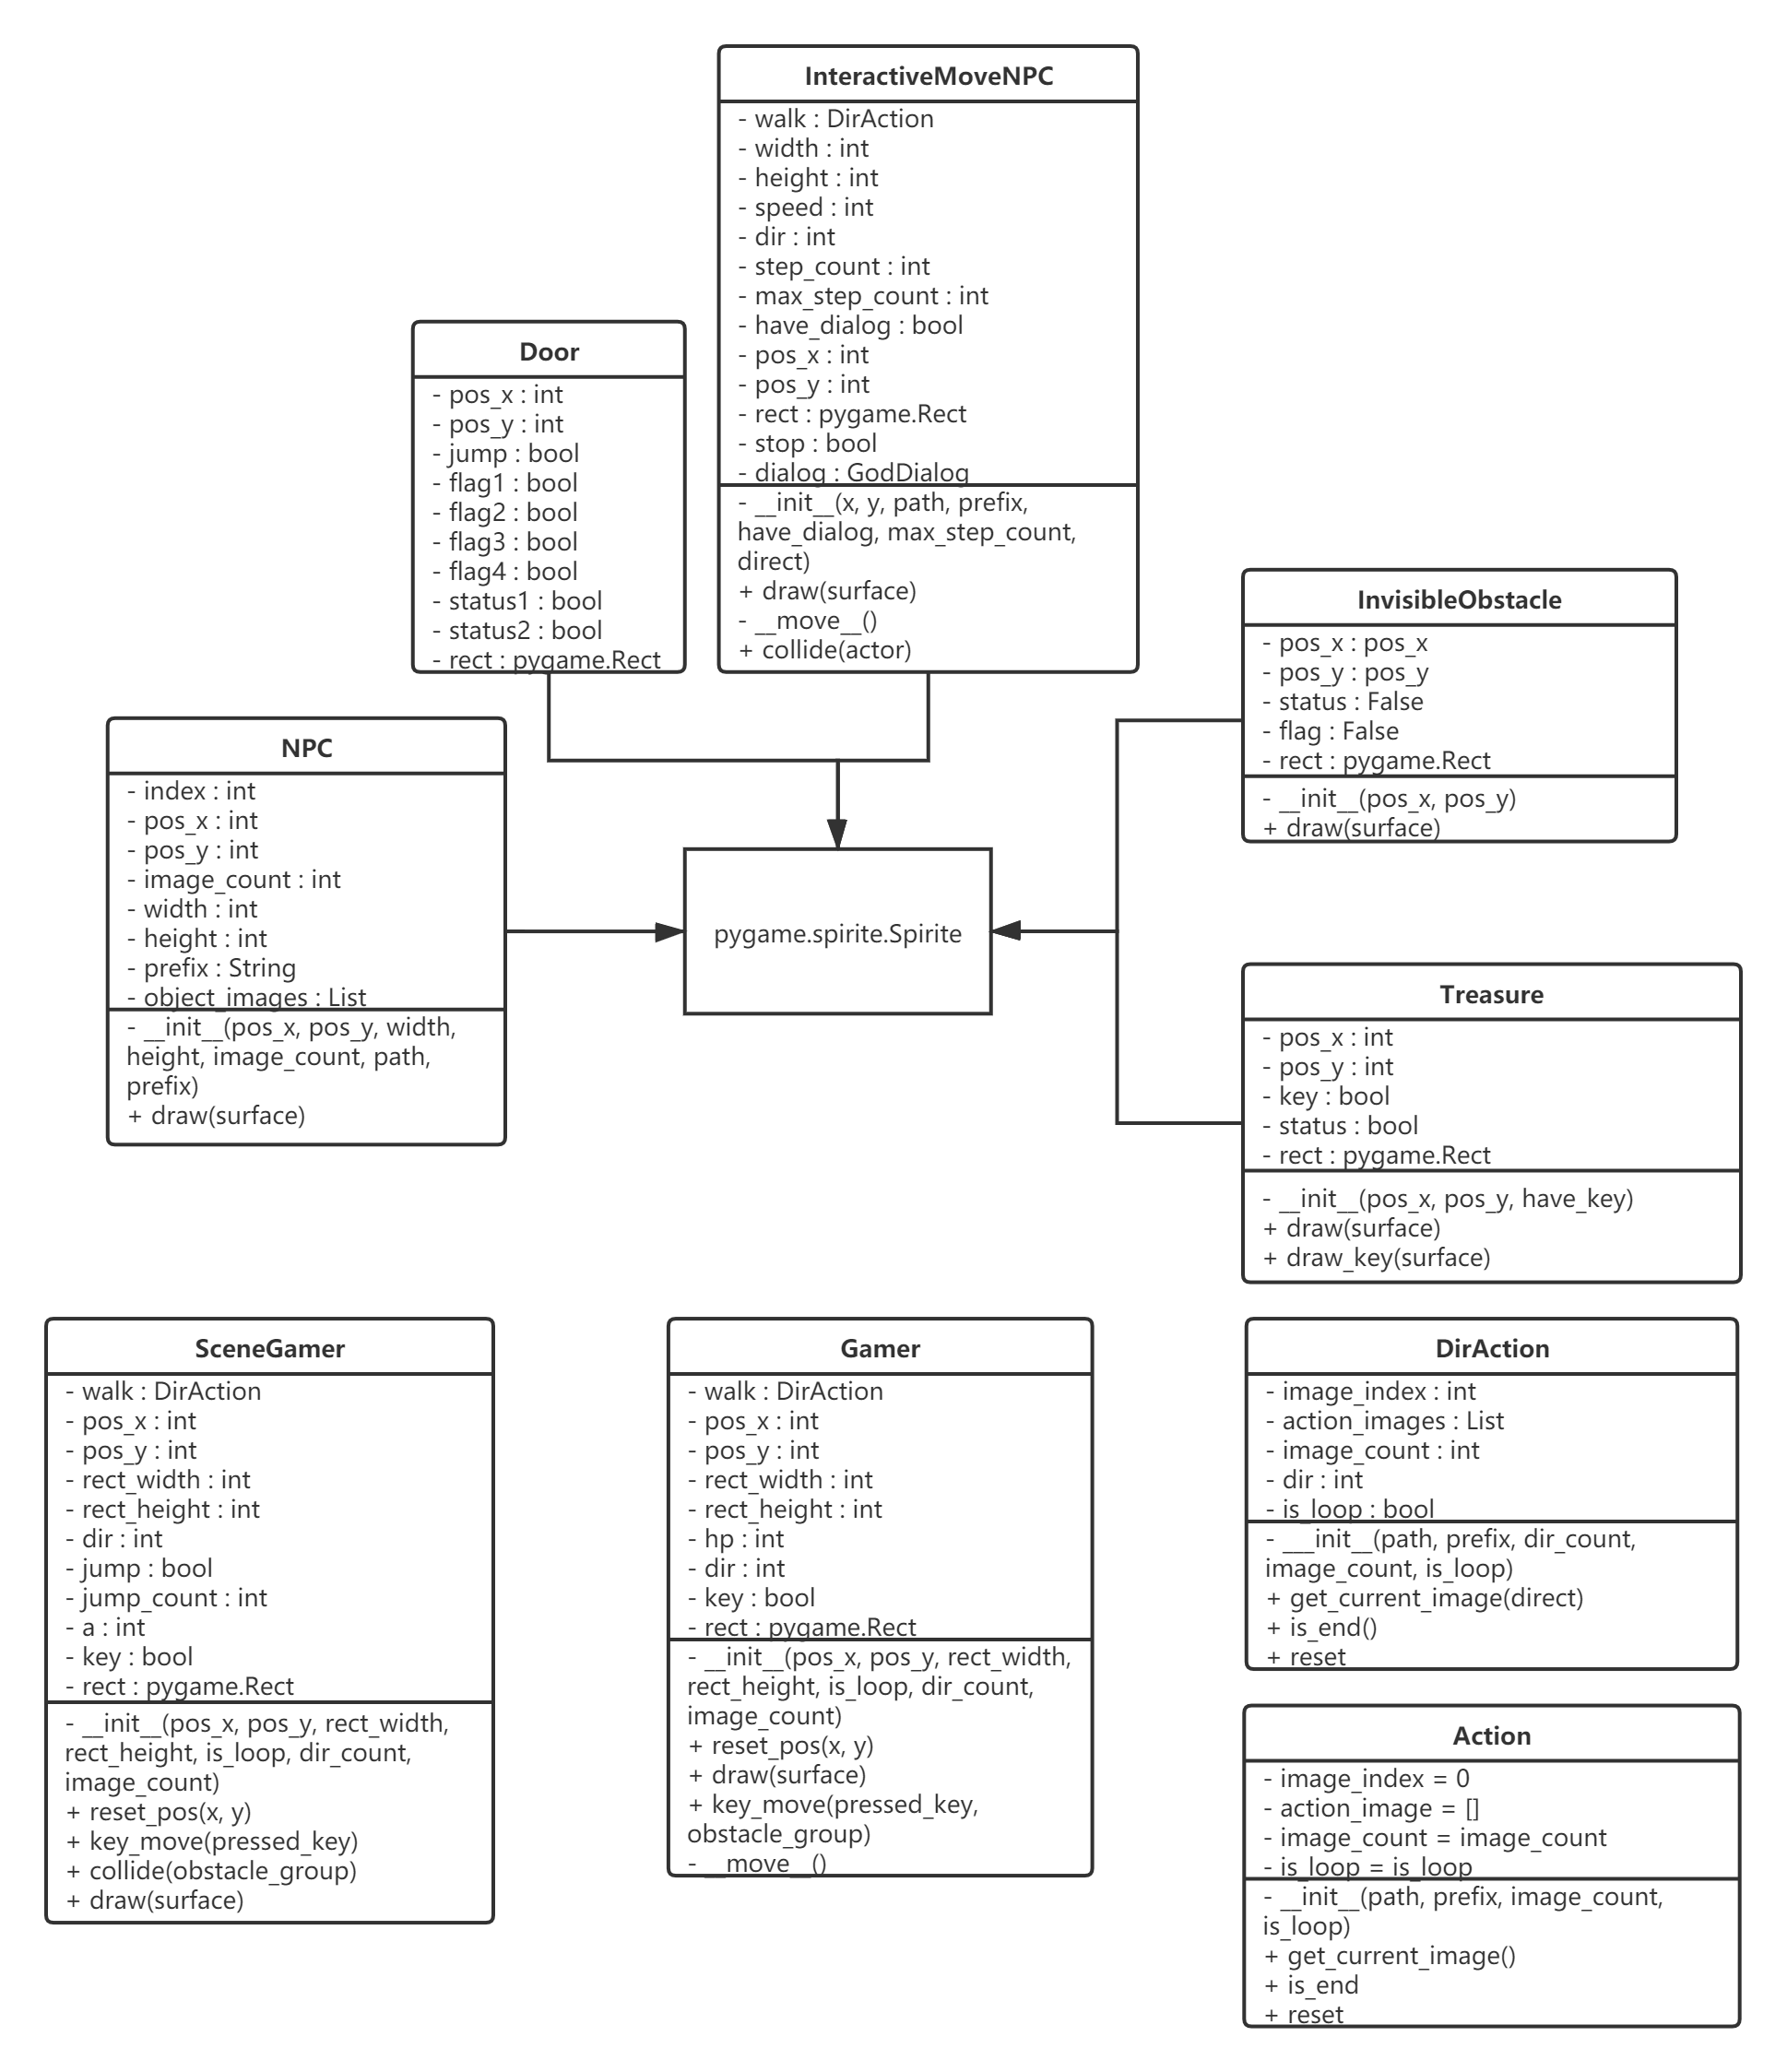 InteractiveMoveNPC
- walk : DirAction
- width : int
- height : int
- speed : int
- dir : int
- step_count : int
- max_step_count : int
- have_dialog : bool
- pos_x : int
- pos_y : int
- rect : pygame.Rect
- stop : bool
- dialog : GodDialog
- __init__(x, y, path, prefix,
have_dialog, max_step_count,
direct)
+ draw(surface)
- __move__()
+ collide(actor)
Door
- pos_x : int
- pos_y : int
- jump : bool
- flag1 : bool
- flag2 : bool
- flag3 : bool
- flag4 : bool
- status1 : bool
- status2 : bool
- rect : pygame.Rect
InvisibleObstacle
- pos_x : pos_x
- pos_y : pos_y
- status : False
- flag : False
- rect : pygame.Rect
- __init__(pos_x, pos_y)
+ draw(surface)
NPC
- index : int
- pos_x : int
- pos_y : int
- image_count : int
- width : int
- height : int
- prefix : String
- object_images : List
- __init__(pos_x, pos_y, width,
height, image_count, path,
prefix)
+ draw(surface)
pygame.spirite.Spirite
Treasure
- pos_x : int
- pos_y : int
- key : bool
- status : bool
- rect : pygame.Rect
- __init__(pos_x, pos_y, have_key)
+ draw(surface)
+ draw_key(surface)
SceneGamer
- walk : DirAction
- pos_x : int
- pos_y : int
- rect_width : int
- rect_height : int
- dir : int
- jump : bool
- jump_count : int
- a : int
- key : bool
- rect : pygame.Rect
- __init__(pos_x, pos_y, rect_width,
rect_height, is_loop, dir_count,
image_count)
+ reset_pos(x, y)
+ key_move(pressed_key)
+ collide(obstacle_group)
+ draw(surface)
Gamer
- walk : DirAction
- pos_x : int
- pos_y : int
- rect_width : int
- rect_height : int
- hp : int
- dir : int
- key : bool
- rect : pygame.Rect
- __init__(pos_x, pos_y, rect_width,
rect_height, is_loop, dir_count,
image_count)
+ reset_pos(x, y)
+ draw(surface)
+ key_move(pressed_key,
obstacle_group)
- __move__()
DirAction
- image_index : int
- action_images : List
- image_count : int
- dir : int
- is_loop : bool
- ___init__(path, prefix, dir_count,
image_count, is_loop)
+ get_current_image(direct)
+ is_end()
+ reset
Action
- image_index = 0
- action_image = []
- image_count = image_count
- is_loop = is_loop
- __init__(path, prefix, image_count,
is_loop)
+ get_current_image()
+ is_end
+ reset